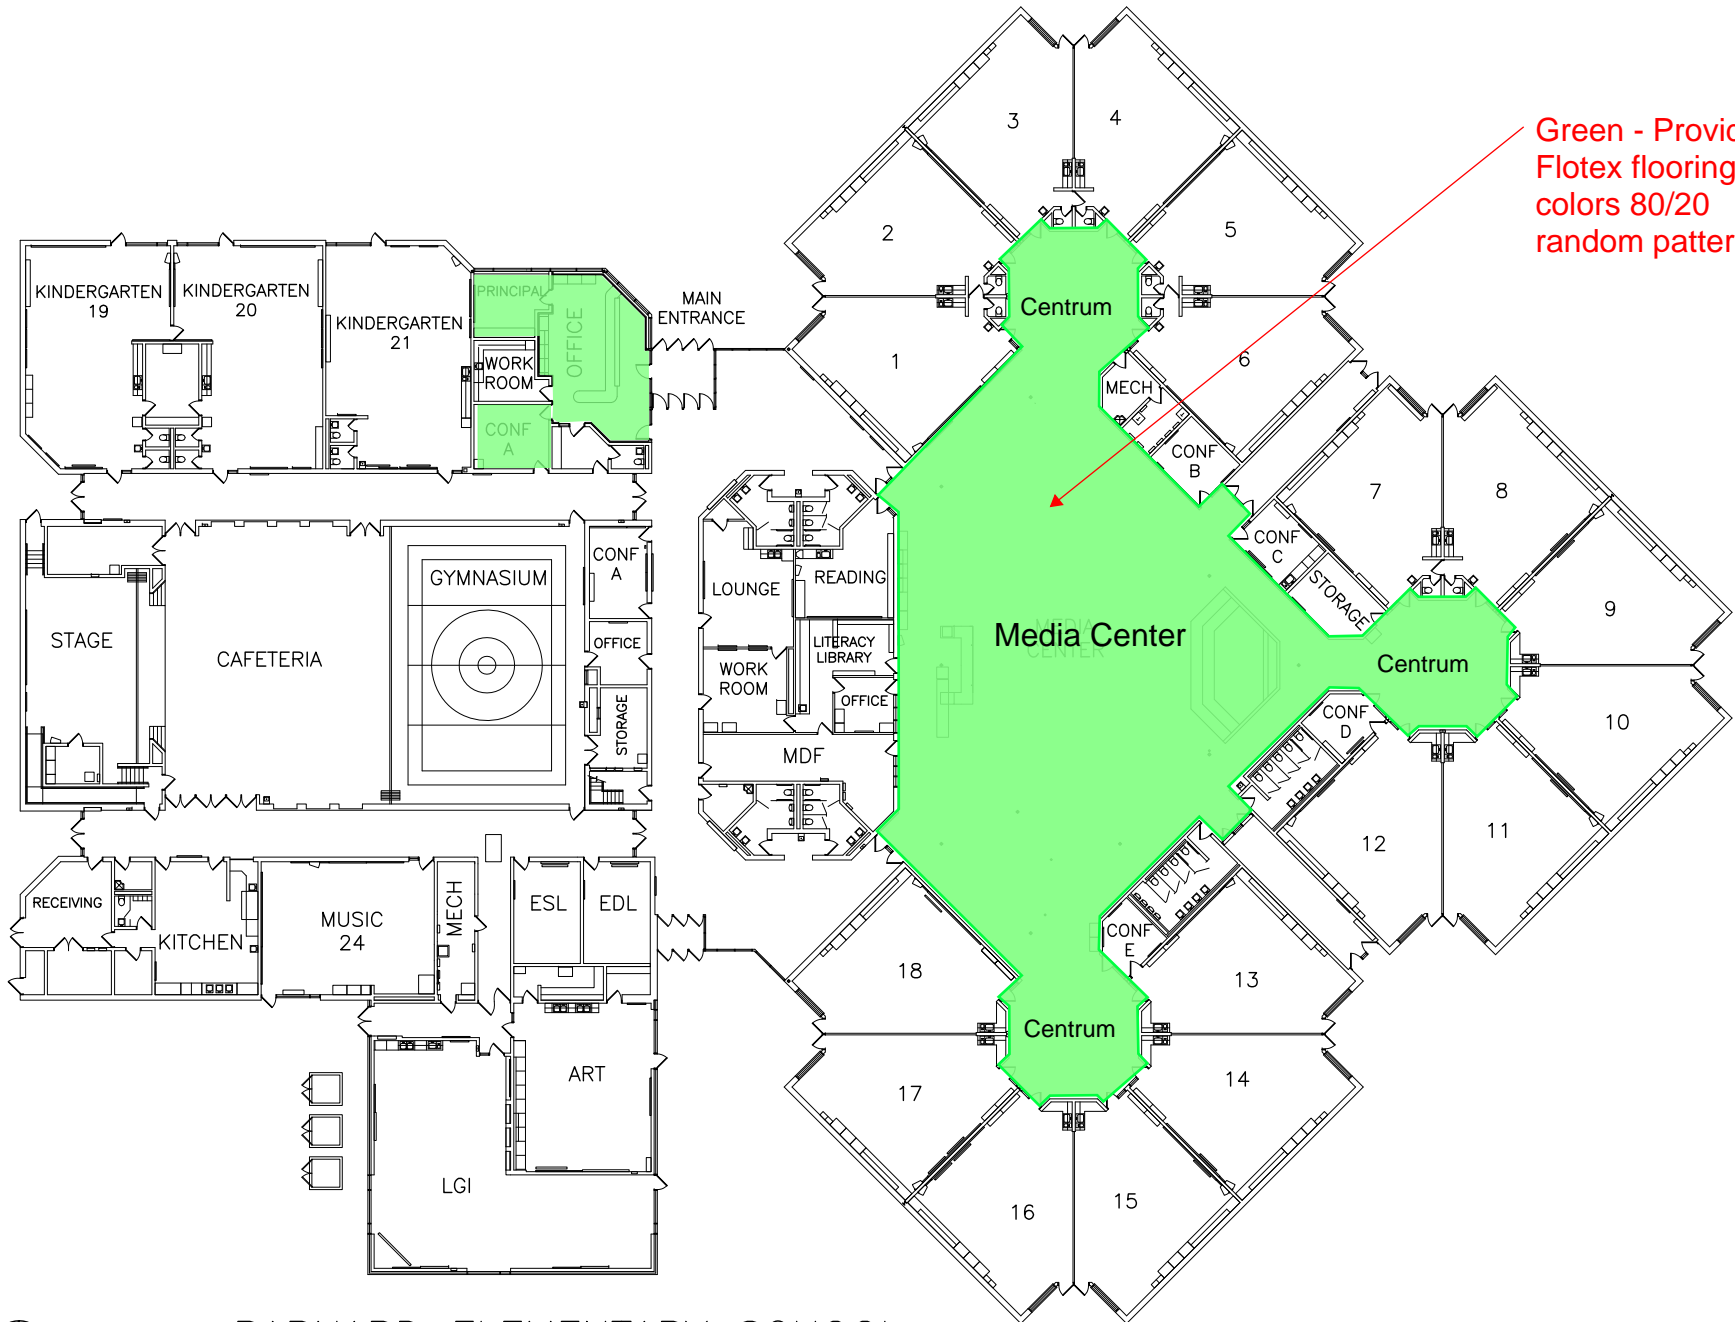 3
4
Green - Provid
Flotex flooring
colors 80/20
random patter
2
5
KINDERGARTEN
19
KINDERGARTEN
20
KINDERGARTEN
21
PRINCIPAL
OFFICE
WORK
ROOM
CONF
A
MAIN
ENTRANCE
Centrum
1
6
MECH
CONF
B
7
8
CONF
C
STORAGE
9
STAGE
CAFETERIA
GYMNASIUM
CONF
A
OFFICE
STORAGE
LOUNGE
READING
LITERACY
LIBRARY
WORK
ROOM
OFFICE
MDF
Media Center
MEDIA
CENTER
Centrum
10
CONF
D
12
11
RECEIVING
KITCHEN
MUSIC
24
MECH
ESL
EDL
18
CONF
E
13
Centrum
ART
17
14
LGI
16
15